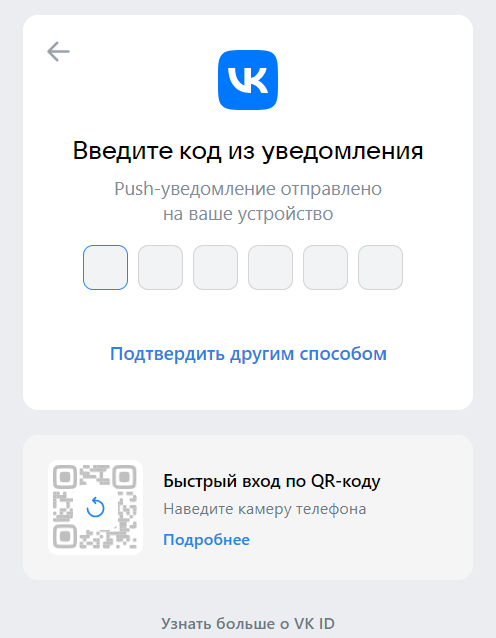 VK
Введите код из уведомления
Push-уведомление отправлено
на ваше устройство
Подтвердить другим способом
Быстрый вход по QR-коду
Наведите камеру телефона
Подробнее
Узнать больше о VK ID